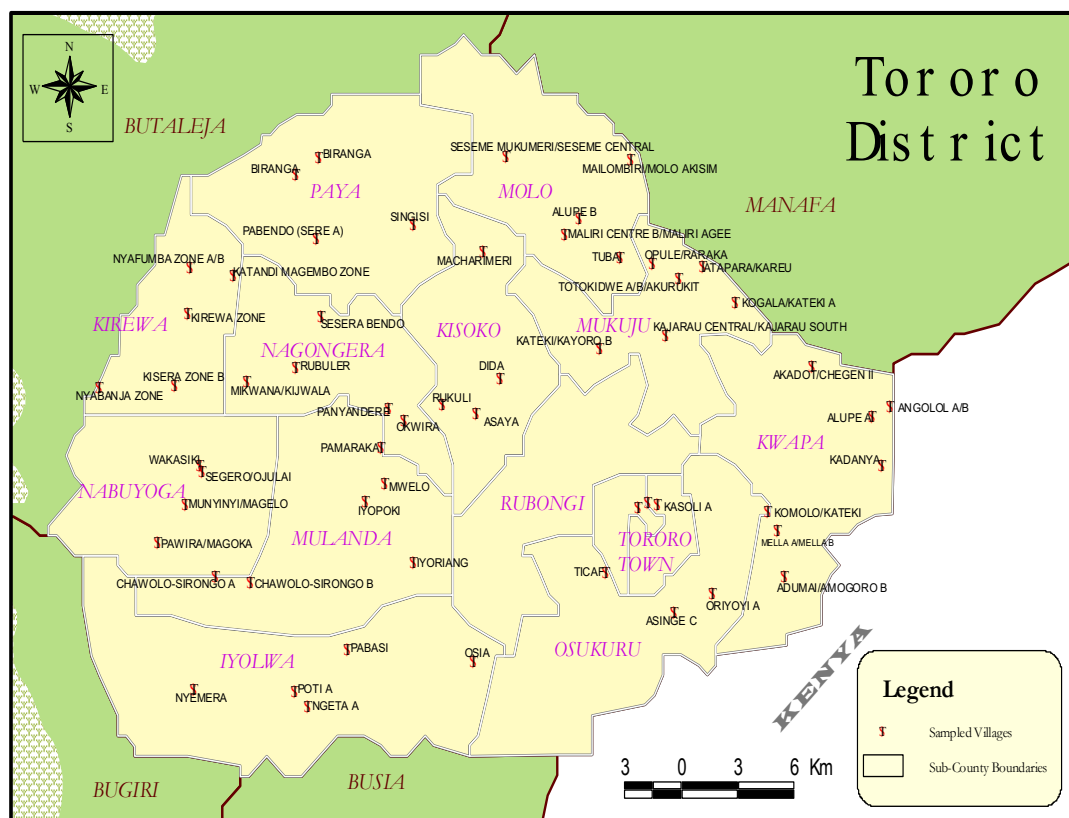 Tororo
District
N
W E
S
BUTALEJA
MANAFA
SESEME MUKUMERI/SESEME CENTRAL
BIRANGA
BIRANGA
MAILOMBIRI/MOLO AKISIM
PAYA
MOLO
ALUPE B
SINGISI
PABENDO (SERE A)
MALIRI CENTRE B/MALIRI AGEE
MACHARIMERI
TUBA
OPULE/RARAKA
NYAFUMBA ZONE A/B
KATANDI MAGEMBO ZONE
ATAPARA/KAREU
TOTOKIDWE A/B/AKURUKIT
KOGALA/KATEKI A
KIREWA
KIREWA ZONE
SESERA BENDO
KISOKO
MUKUJU
KAJARAU CENTRAL/KAJARAU SOUTH
NAGONGERA
KATEKI/KAYORO B
RUBULER
DIDA
AKADOT/CHEGEN II
NYABANJA ZONE
KISERA ZONE B
MIKWANA/KIJWALA
PANYANDERE
RUKULI
ANGOLOL A/B
OKWIRA
ASAYA
ALUPE A
PAMARAKA
KWAPA
WAKASIKI
SEGERO/OJULAI
KADANYA
NABUYOGA
MWELO
MUNYINYI/MAGELO
IYOPOKI
RUBONGI
KASOLI A
KOMOLO/KATEKI
MULANDA
TORORO
TOWN
PAWIRA/MAGOKA
MELLA A/MELLA B
IYORIANG
TICAF
CHAWOLO-SIRONGO A
CHAWOLO-SIRONGO B
ADUMAI/AMOGORO B
ORIYOYI A
ASINGE C
PABASI
OSIA
OSUKURU
IYOLWA
NYEMERA
POTI A
NGETA A
KENYA
BUGIRI
BUSIA
3 0 3 6 Km
Legend
Sampled Villages
Sub-County Boundaries